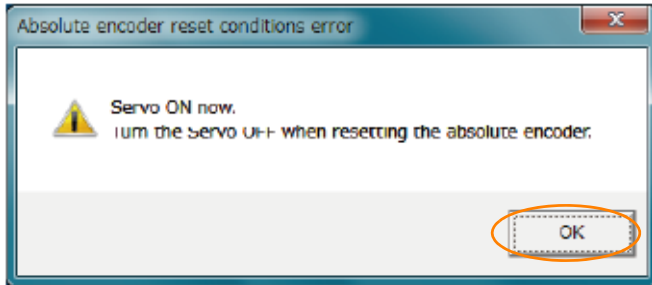 Absolute encoder reset conditions error
Servo ON now.
Turn the Servo OFF when resetting the absolute encoder.
OK